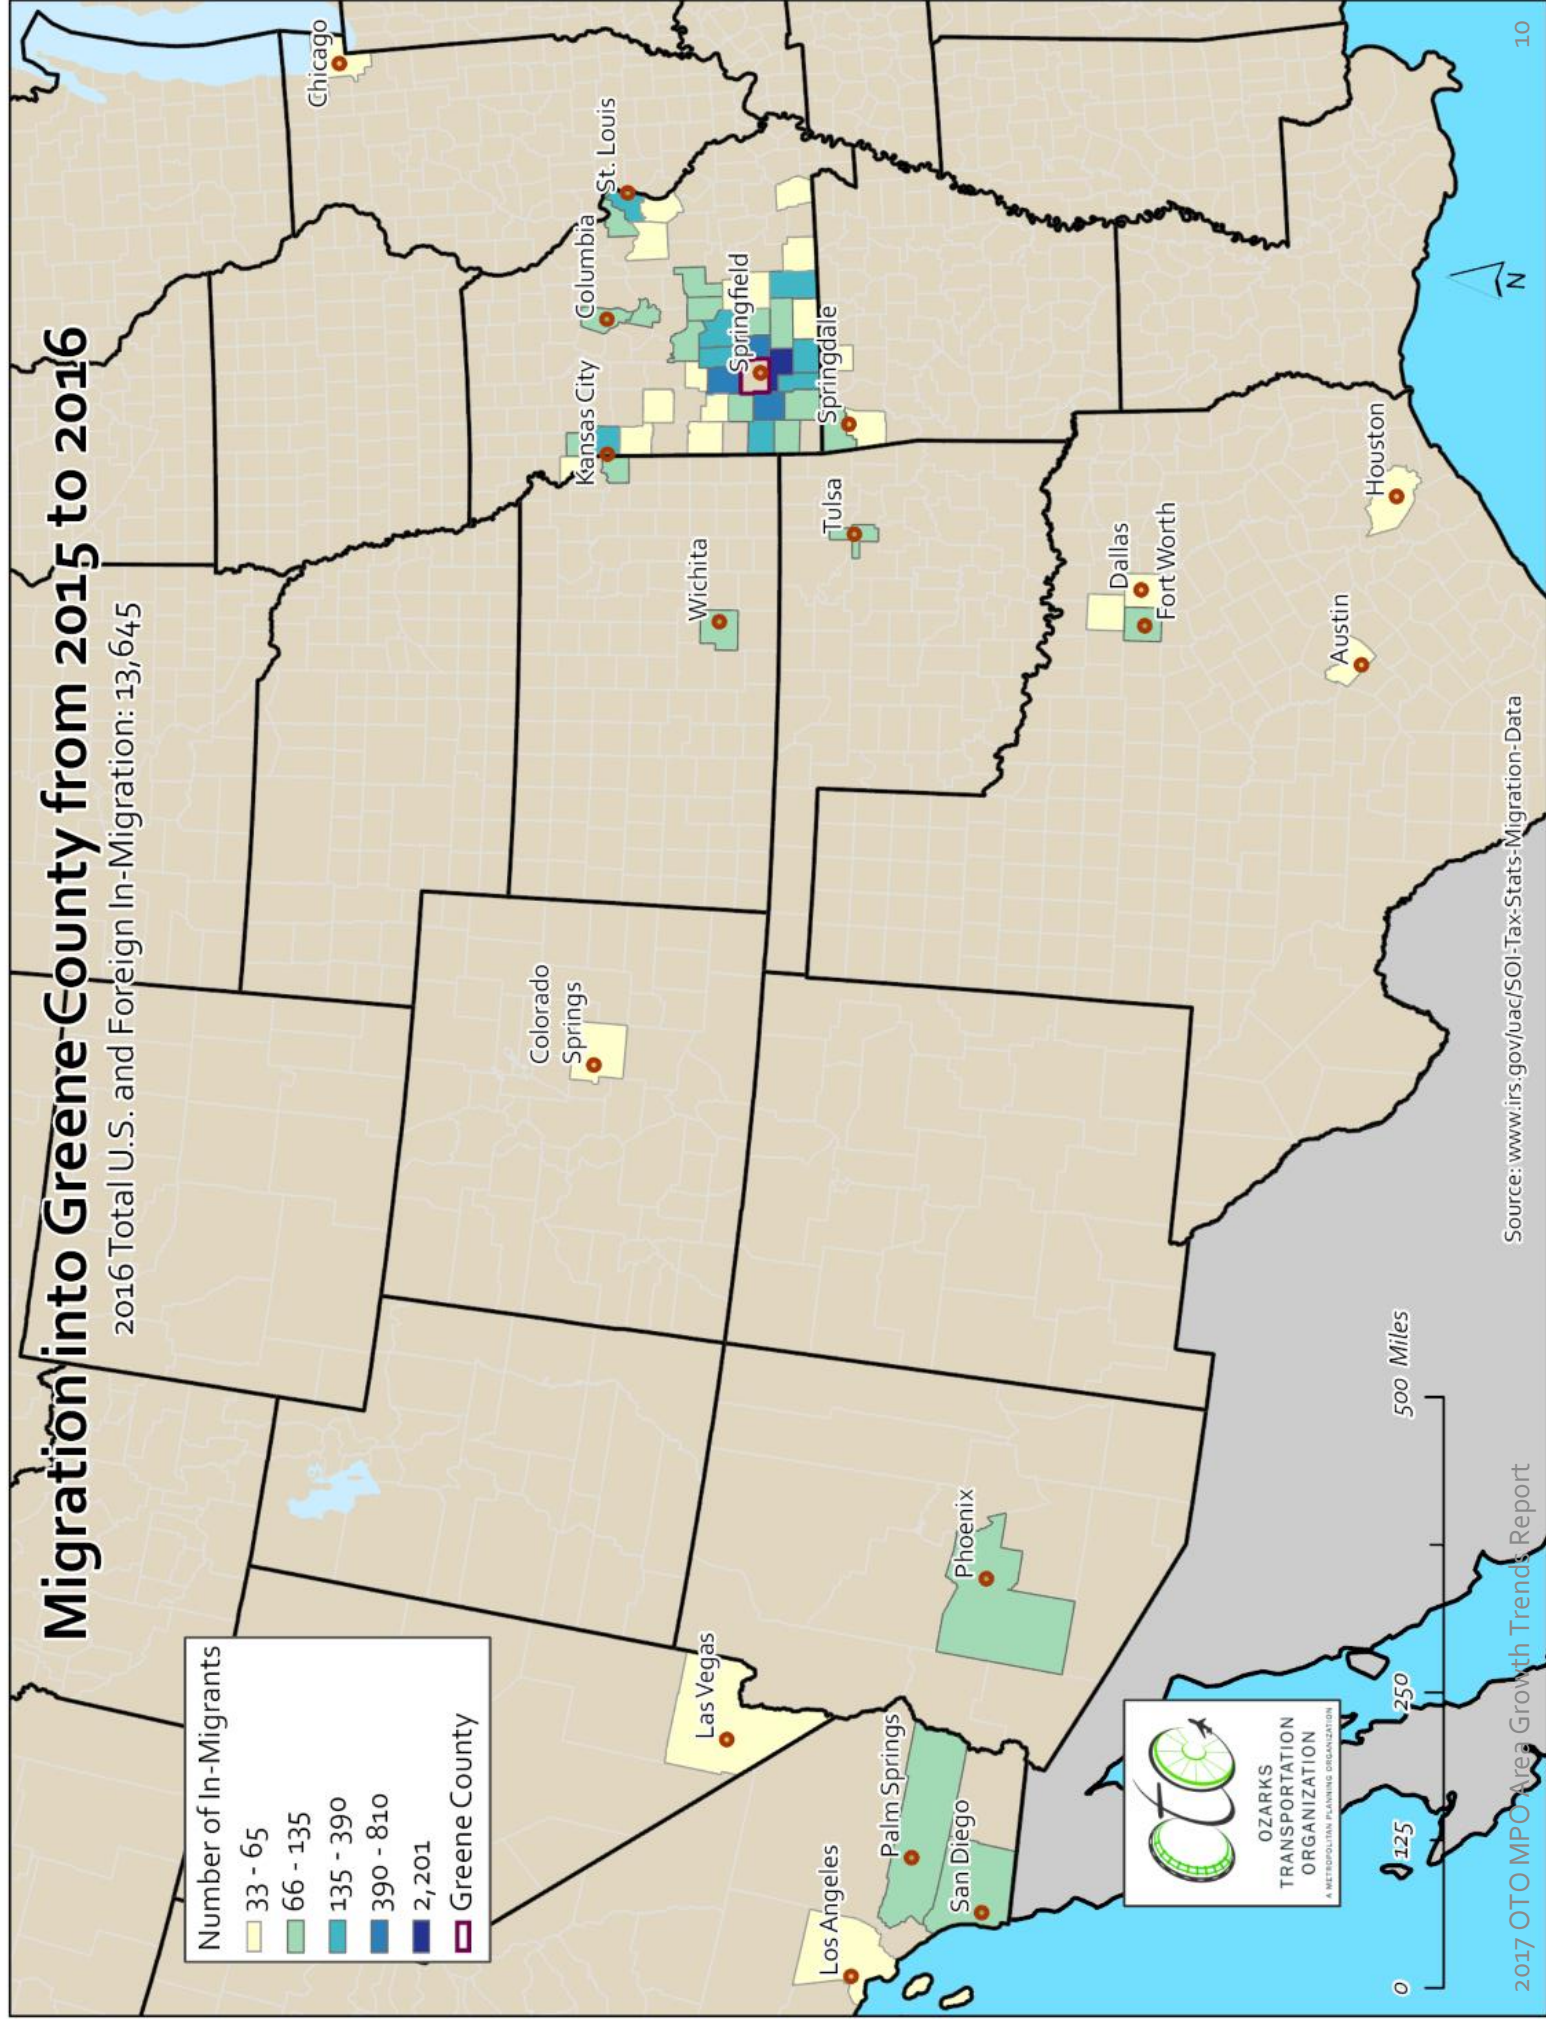 Migration into Greene County from 2015 to 2016
2016 Total U.S. and Foreign In-Migration: 13,645
Number of In-Migrants
33 - 65
66 - 135
135 - 390
390 - 810
2,201
Greene County
Chicago
St. Louis
Columbia
Kansas City
Springfield
Springdale
Wichita
Tulsa
Colorado
Springs
Dallas
Fort Worth
Houston
Austin
Las Vegas
Phoenix
Palm Springs
San Diego
Los Angeles
OZARKS
TRANSPORTATION
ORGANIZATION
A METROPOLITAN PLANNING ORGANIZATION
0 125 250 500 Miles
N
Source: www.irs.gov/uac/SOI-Tax-Stats-Migration-Data
2017 OTO MPO Area Growth Trends Report
10